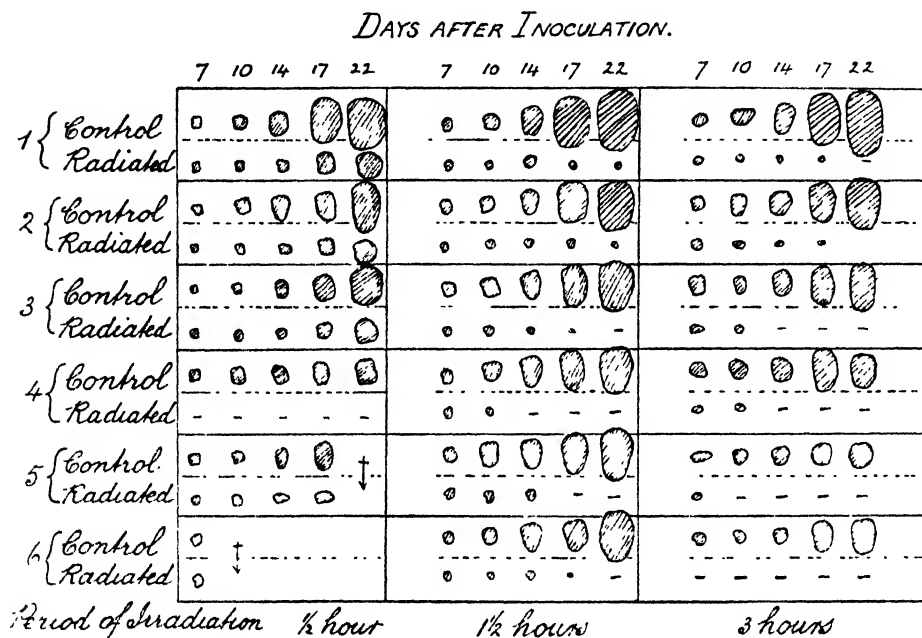 DAYS AFTER INOCULATION.
7 10 14 17 22 7 10 14 17 22 7 10 14 17 22
1 { Control
Radiated
2 { Control
Radiated
3 { Control
Radiated
4 { Control
Radiated
5 { Control.
Radiated
6 { Control
Radiated
Period of Irradiation ½ hour 1½ hours 3 hours